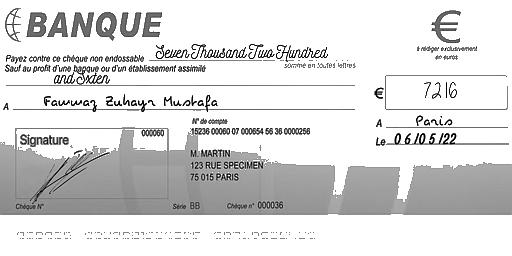 BANQUE
€
à rédiger exclusivement
en euros
Payez contre ce chèque non endossable Seven Thousand Two Hundred
Sauf au profit d'une banque ou d'un établissement assimilé
somme en toutes lettres
and Sxten
€ 7216
A Fawwaz Zuhayr Mustafa
A Paris
Le 06/05/22
Signature
000060
N° de compte
15236 00060 07 000654 56 36 0000256
M. MARTIN
123 RUE SPECIMEN
75 015 PARIS
Chèque N°
Série BB
Chèque n° 000036